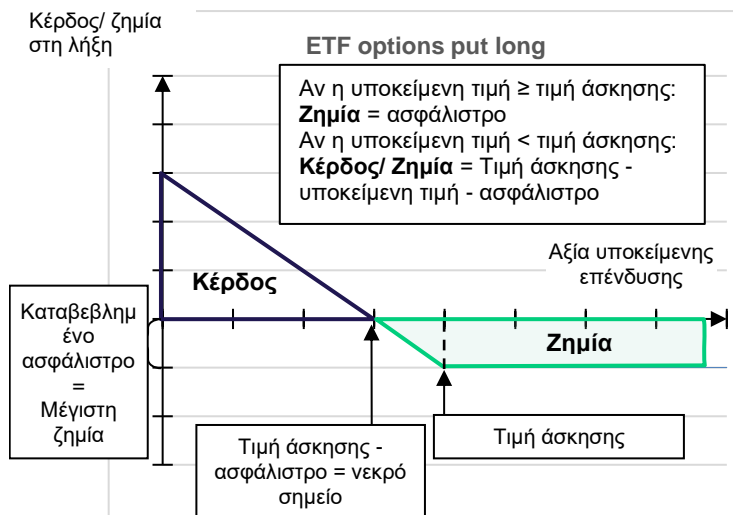 Κέρδος/ ζημία
στη λήξη
ETF options put long
Αν η υποκείμενη τιμή ≥ τιμή άσκησης:
Ζημία = ασφάλιστρο
Αν η υποκείμενη τιμή < τιμή άσκησης:
Κέρδος/ Ζημία = Τιμή άσκησης -
υποκείμενη τιμή - ασφάλιστρο
Αξία υποκείμενης
επένδυσης
Κέρδος
Καταβεβλημ
ένο
ασφάλιστρο
=
Μέγιστη
ζημία
Ζημία
Τιμή άσκησης -
ασφάλιστρο = νεκρό
σημείο
Τιμή άσκησης